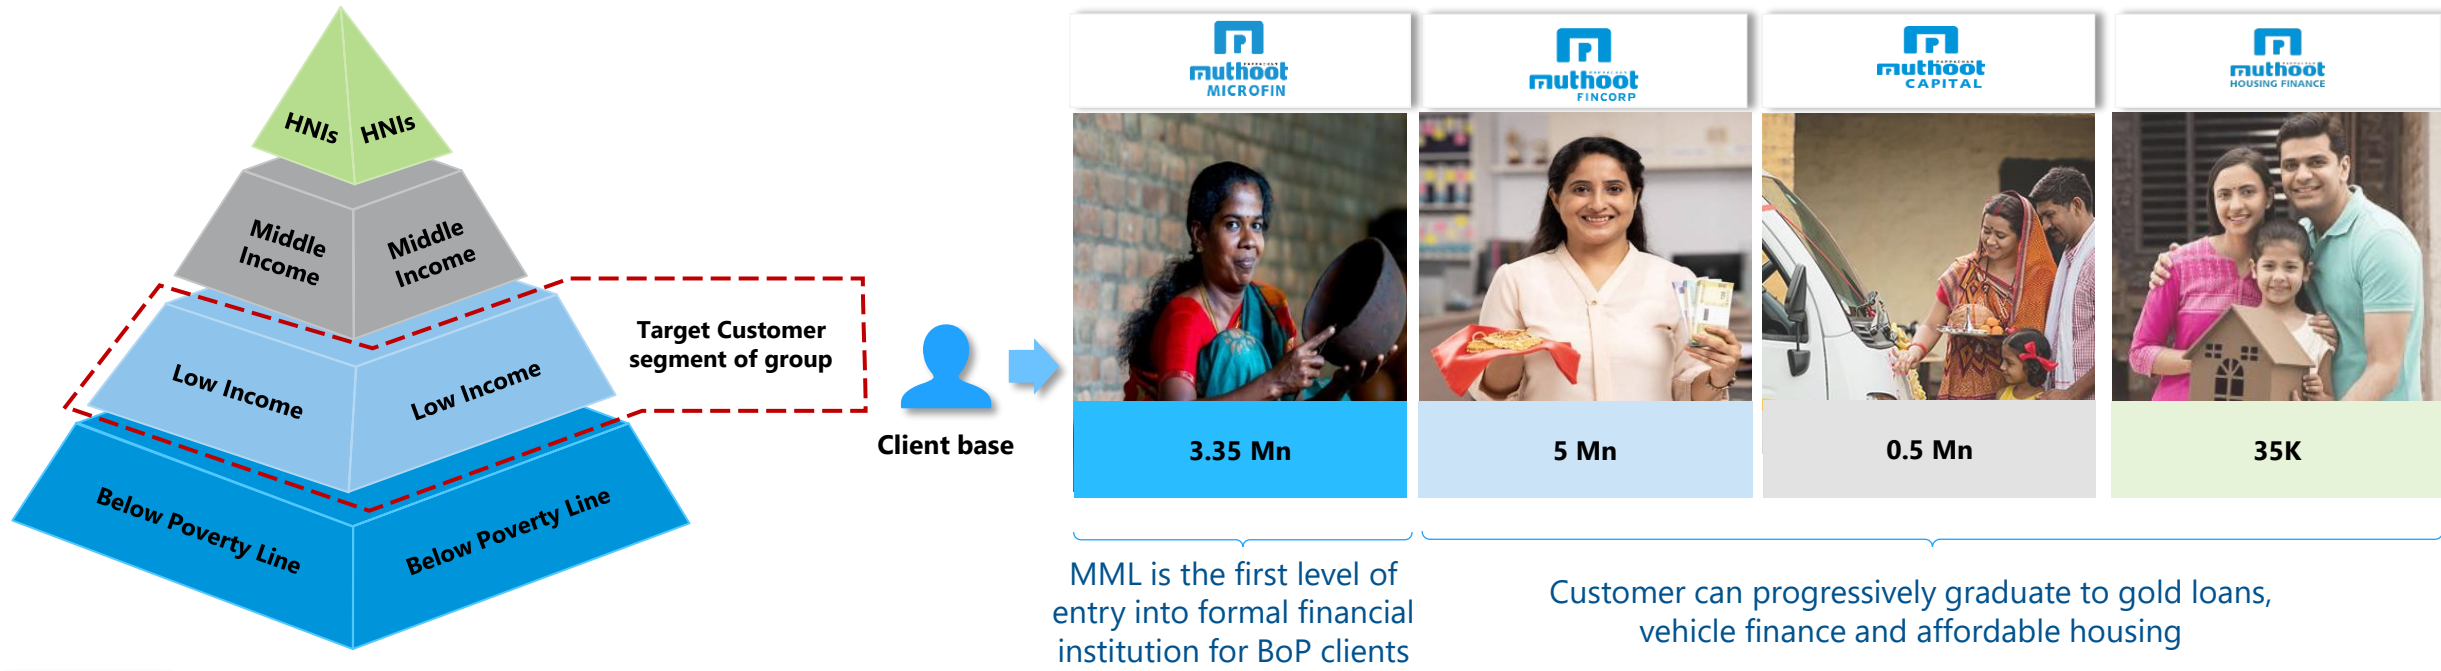 HNIs
HNIs
Middle
Income
Middle
Income
Low Income
Low Income
Below Poverty Line
Below Poverty Line
Target Customer
segment of group
Client base
muthoot
MICROFIN
muthoot
FINCORP
muthoot
CAPITAL
muthoot
HOUSING FINANCE
3.35 Mn
5 Mn
0.5 Mn
35K
MML is the first level of
entry into formal financial
institution for BoP clients
Customer can progressively graduate to gold loans,
vehicle finance and affordable housing